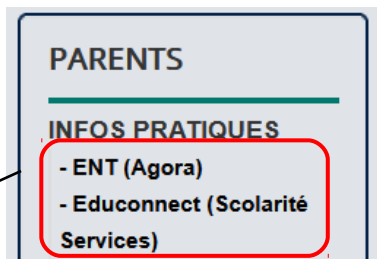 PARENTS
INFOS PRATIQUES
- ENT (Agora)
- Educonnect (Scolarité
Services)